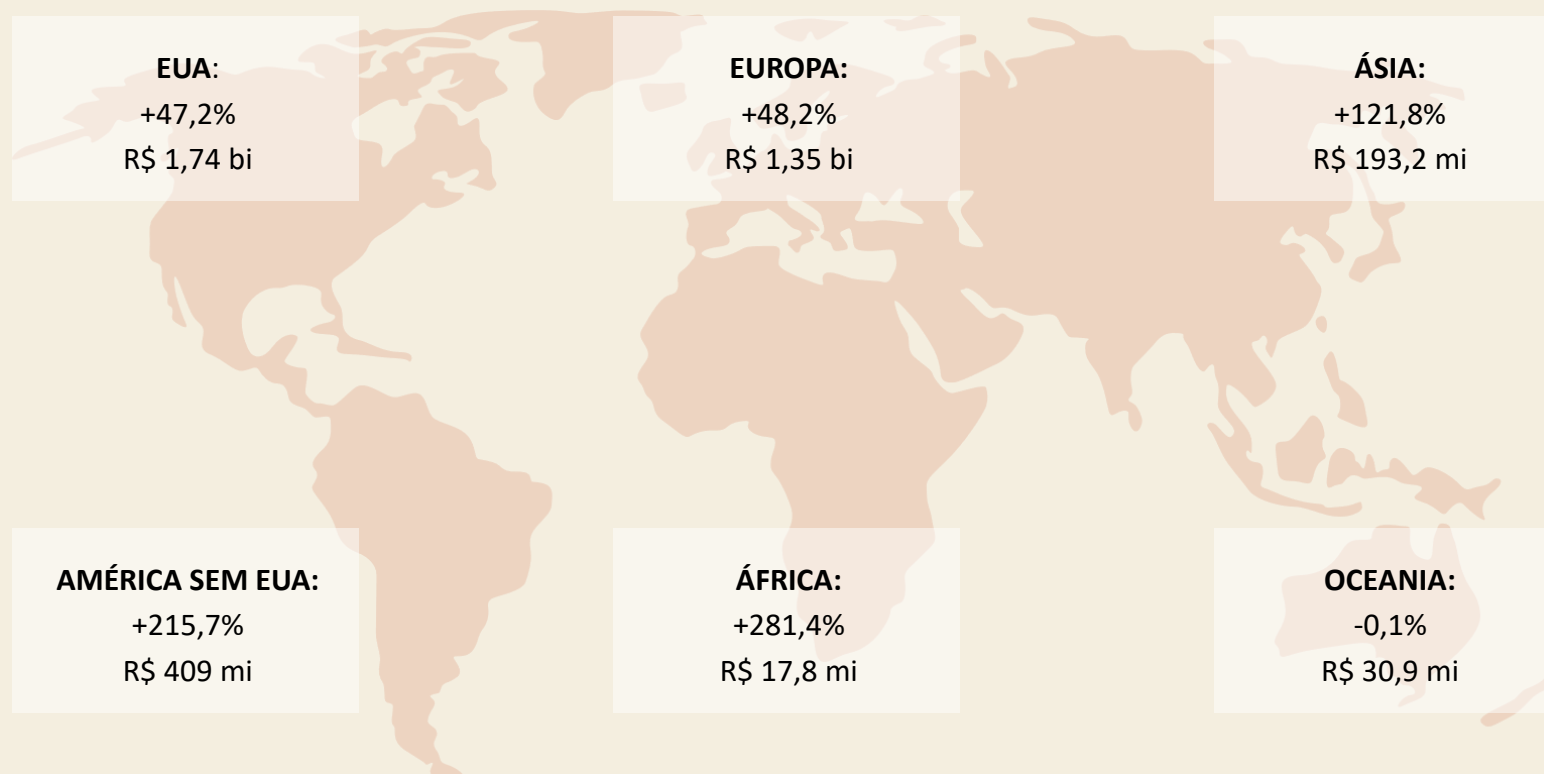 EUA:
+47,2%
R$ 1,74 bi
EUROPA:
+48,2%
R$ 1,35 bi
ÁSIA:
+121,8%
R$ 193,2 mi
AMÉRICA SEM EUA:
+215,7%
R$ 409 mi
ÁFRICA:
+281,4%
R$ 17,8 mi
OCEANIA:
-0,1%
R$ 30,9 mi